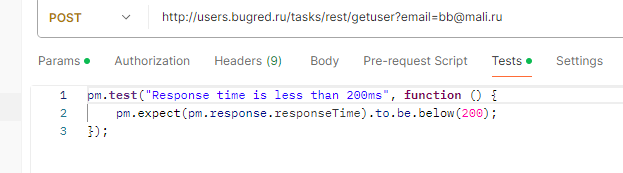 POST http://users.bugred.ru/tasks/rest/getuser?email=bb@mali.ru
Params Authorization Headers (9) Body Pre-request Script Tests Settings
1 pm.test("Response time is less than 200ms", function () {
2 pm.expect(pm.response.responseTime).to.be.below(200);
3 });